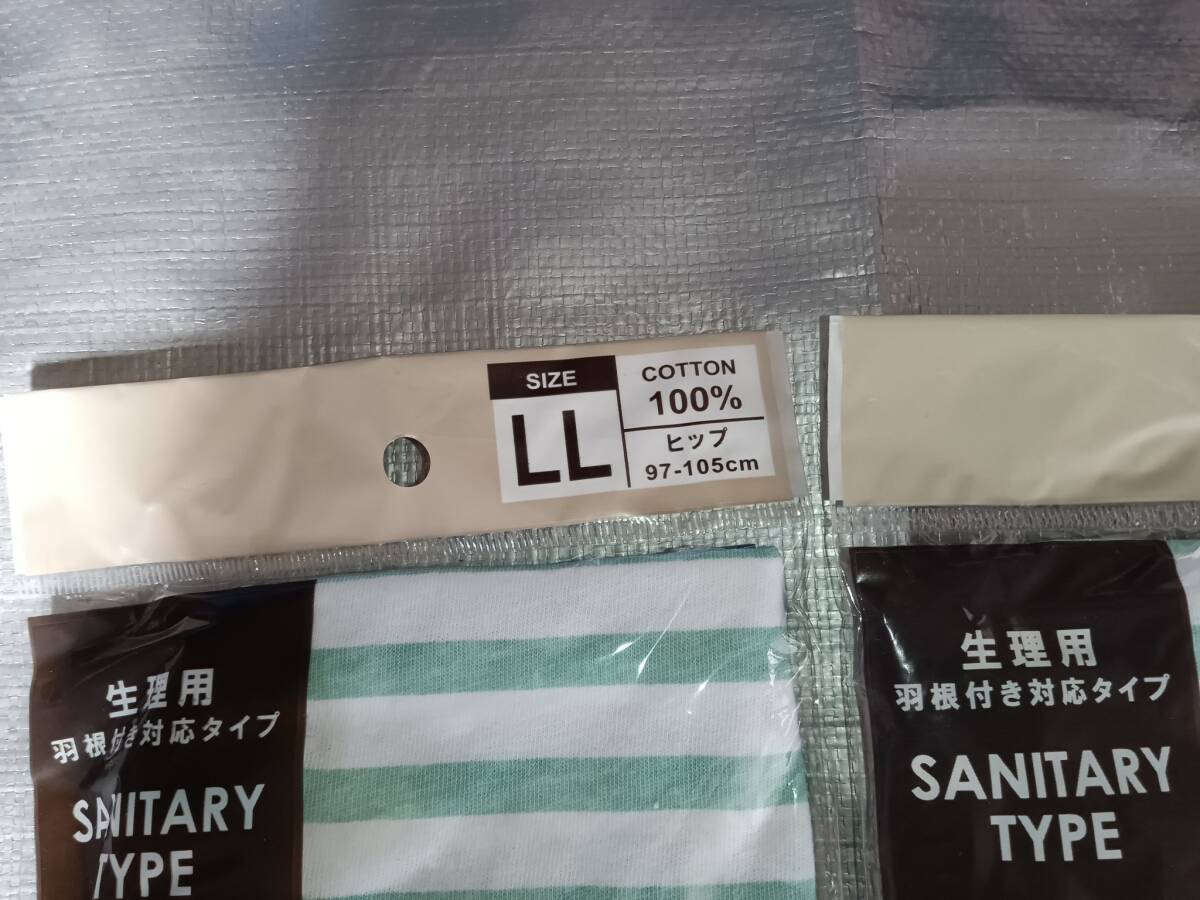 SIZE
LL
COTTON
100%
ヒップ
97-105cm
生理用
羽根付き対応タイプ
SANITARY
TYPE
生理用
羽根付き対応タイプ
SANITARY
TYPE